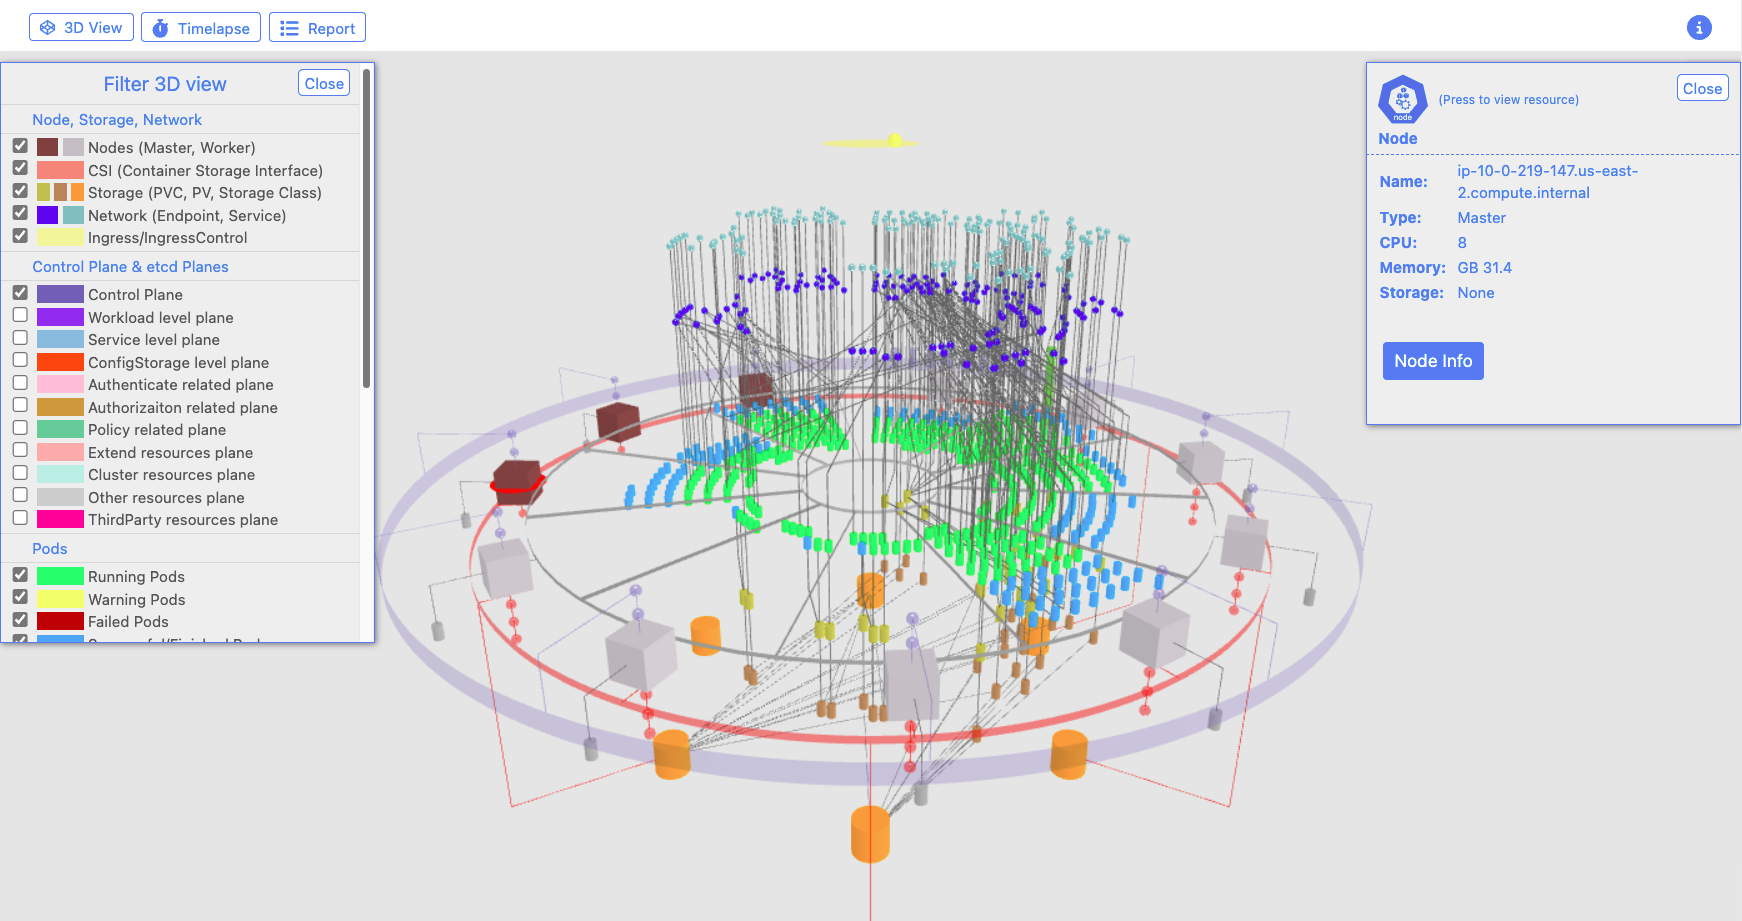 3D View
Timelapse
Report
i
Filter 3D view
Close
Node, Storage, Network
Nodes (Master, Worker)
CSI (Container Storage Interface)
Storage (PVC, PV, Storage Class)
Network (Endpoint, Service)
Ingress/IngressControl
Control Plane & etcd Planes
Control Plane
Workload level plane
Service level plane
ConfigStorage level plane
Authenticate related plane
Authorizaiton related plane
Policy related plane
Extend resources plane
Cluster resources plane
Other resources plane
ThirdParty resources plane
Pods
Running Pods
Warning Pods
Failed Pods
node
(Press to view resource)
Close
Node
Name: ip-10-0-219-147.us-east-
2.compute.internal
Type: Master
CPU: 8
Memory: GB 31.4
Storage: None
Node Info